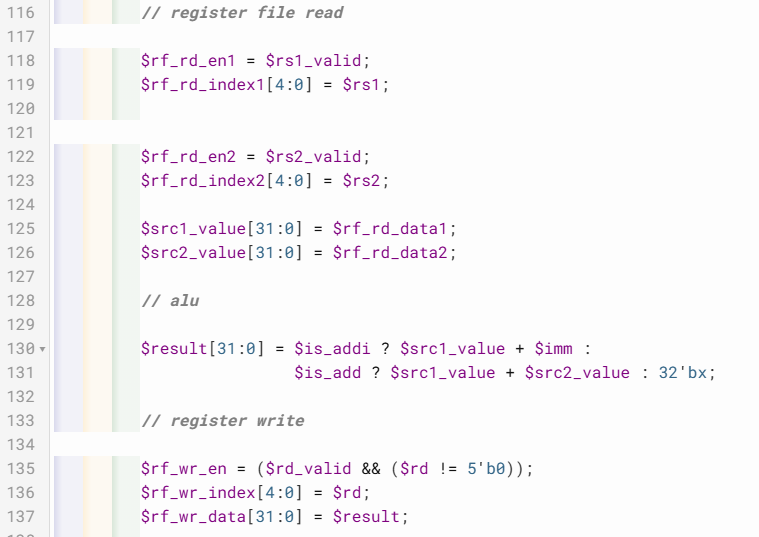 116 // register file read
117
118 $rf_rd_en1 = $rs1_valid;
119 $rf_rd_index1[4:0] = $rs1;
120
121
122 $rf_rd_en2 = $rs2_valid;
123 $rf_rd_index2[4:0] = $rs2;
124
125 $src1_value[31:0] = $rf_rd_data1;
126 $src2_value[31:0] = $rf_rd_data2;
127
128 // alu
129
130 $result[31:0] = $is_addi ? $src1_value + $imm :
131 $is_add ? $src1_value + $src2_value : 32'bx;
132
133 // register write
134
135 $rf_wr_en = ($rd_valid && ($rd != 5'b0));
136 $rf_wr_index[4:0] = $rd;
137 $rf_wr_data[31:0] = $result;